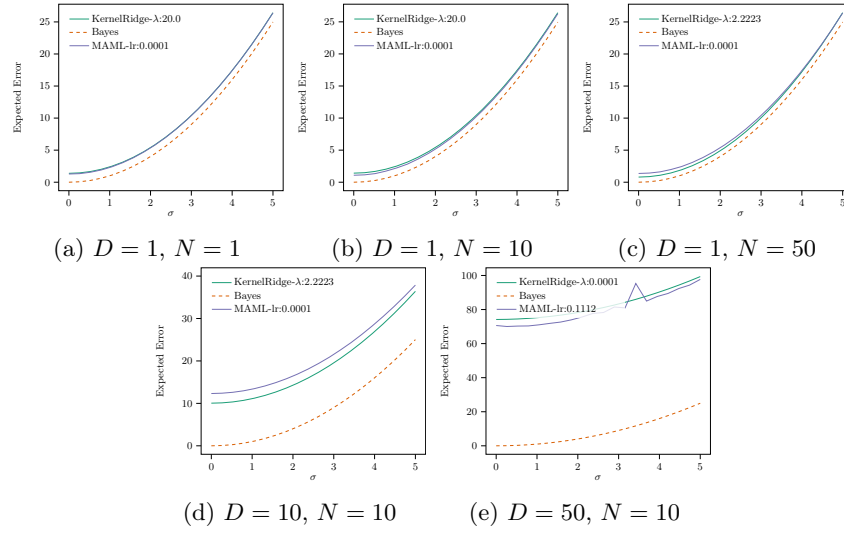 KernelRidge-λ:20.0
Bayes
MAML-lr:0.0001
Expected Error
25
20
15
10
5
0
0 1 2 3 4 5
σ
(a) D = 1, N = 1
KernelRidge-λ:20.0
Bayes
MAML-lr:0.0001
Expected Error
25
20
15
10
5
0
0 1 2 3 4 5
σ
(b) D = 1, N = 10
KernelRidge-λ:2.2223
Bayes
MAML-lr:0.0001
Expected Error
25
20
15
10
5
0
0 1 2 3 4 5
σ
(c) D = 1, N = 50
KernelRidge-λ:2.2223
Bayes
MAML-lr:0.0001
Expected Error
40
30
20
10
0
0 1 2 3 4 5
σ
(d) D = 10, N = 10
KernelRidge-λ:0.0001
Bayes
MAML-lr:0.1112
Expected Error
100
80
60
40
20
0
0 1 2 3 4 5
σ
(e) D = 50, N = 10